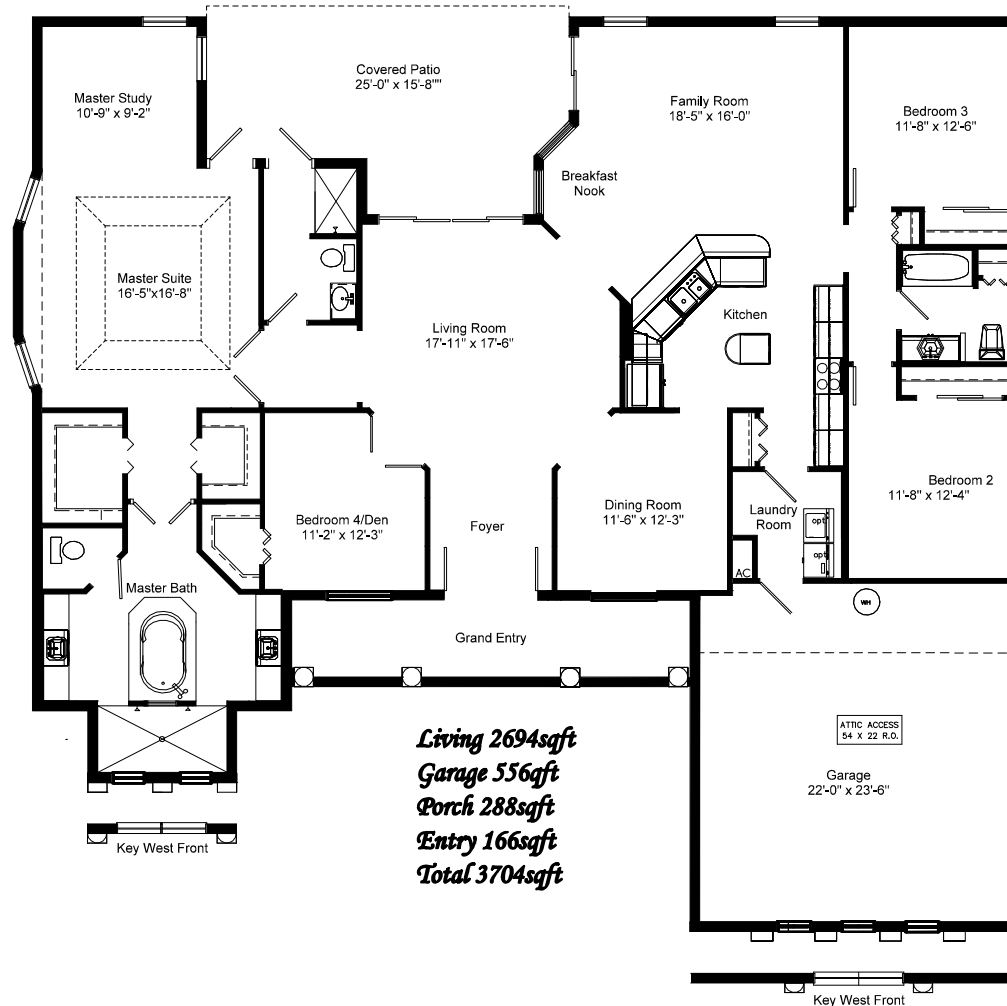 Covered Patio
25'-0" x 15'-8""
Master Study
10'-9" x 9'-2"
Family Room
18'-5" x 16'-0"
Bedroom 3
11'-8" x 12'-6"
Breakfast
Nook
Master Suite
16'-5"x16'-8"
Living Room
17'-11" x 17'-6"
Kitchen
Bedroom 2
11'-8" x 12'-4"
Bedroom 4/Den
11'-2" x 12'-3"
Foyer
Dining Room
11'-6" x 12'-3"
Laundry
Room
opt
opt
AC
Master Bath
WH
Grand Entry
ATTIC ACCESS
54 X 22 R.O.
Garage
22'-0" x 23'-6"
Living 2694sqft
Garage 556qft
Porch 288sqft
Entry 166sqft
Total 3704sqft
Key West Front
Key West Front